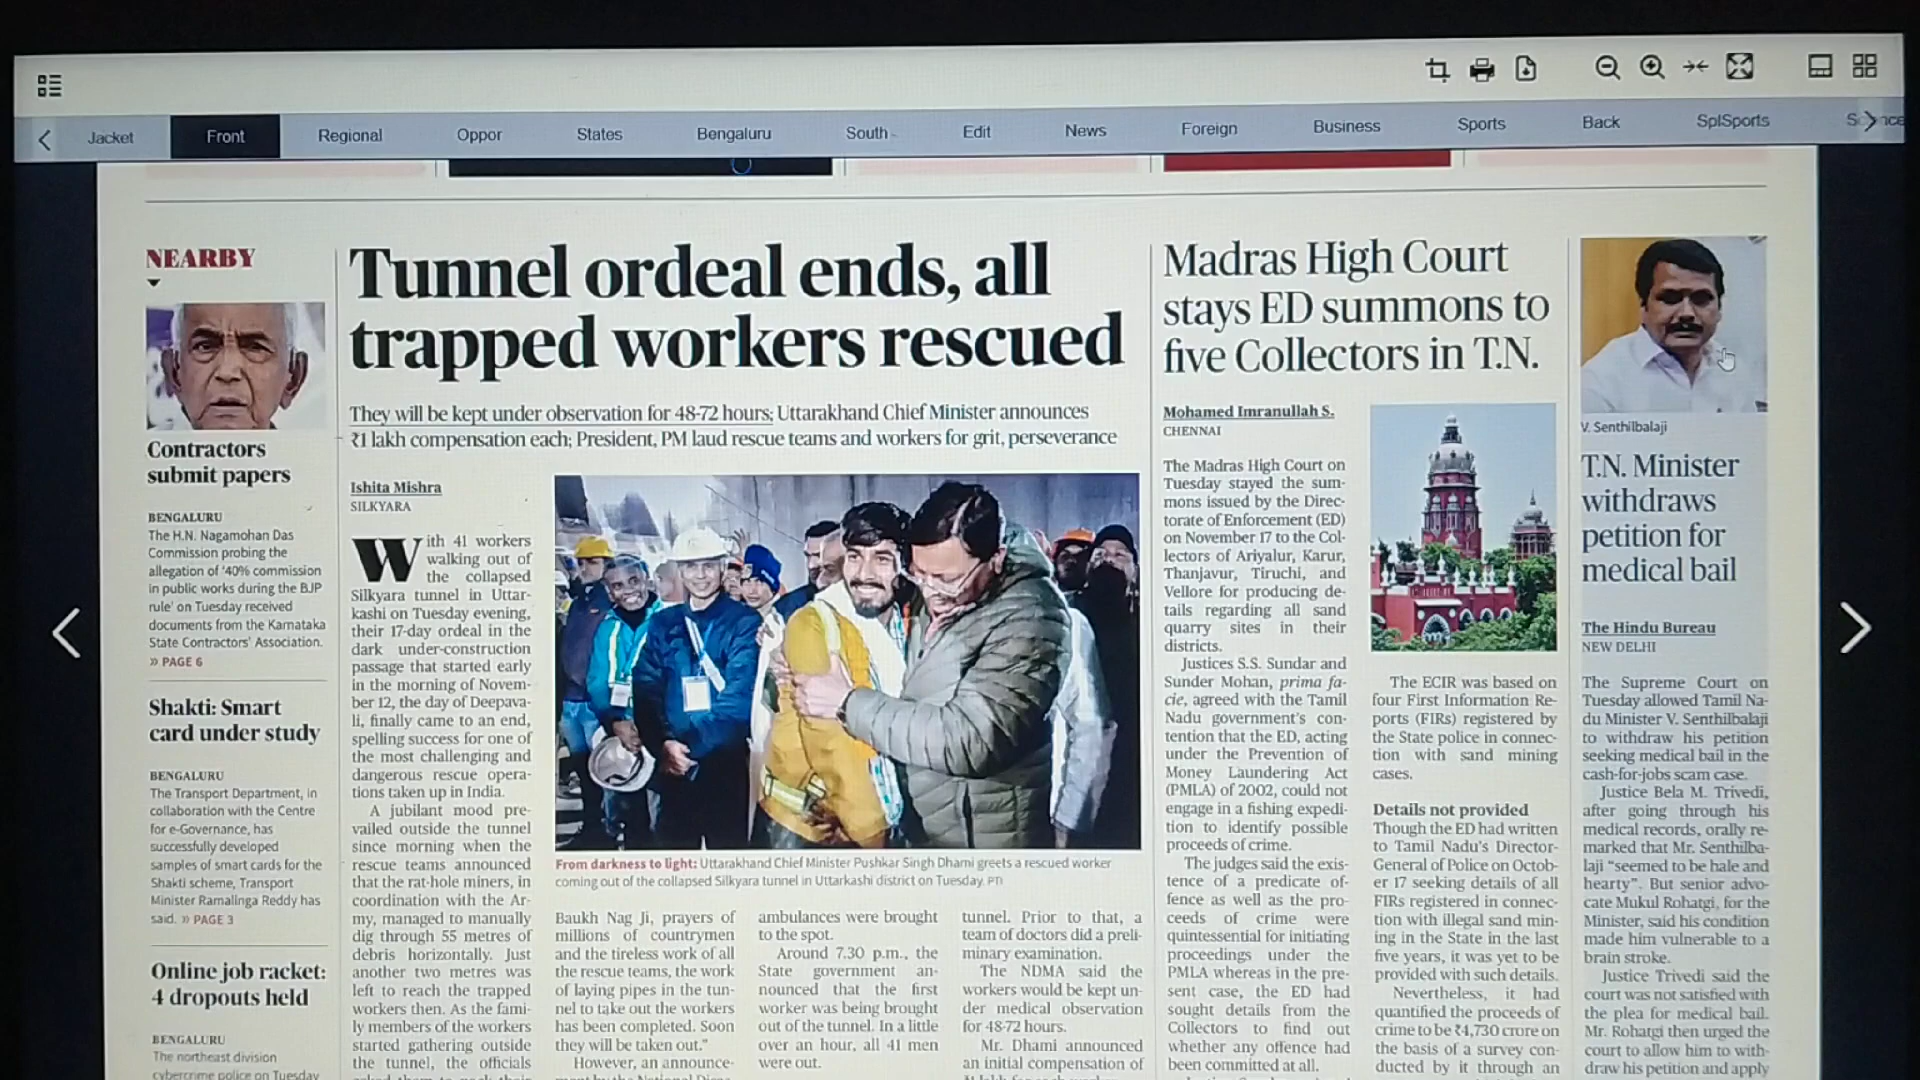 Jacket
Front
Regional
Oppor
States
Bengaluru
South
Edit
News
Foreign
Business
Sports
Back
SplSports
NEARBY
Contractors
submit papers
BENGALURU
The H.N. Nagamohan Das
Commission probing the
allegation of '40% commission
in public works during the BJP
rule' on Tuesday received
documents from the Karnataka
State Contractors' Association.
» PAGE 6
Shakti: Smart
card under study
BENGALURU
The Transport Department, in
collaboration with the Centre
for e-Governance, has
successfully developed
samples of smart cards for the
Shakti scheme, Transport
Minister Ramalinga Reddy has
said. » PAGE 3
Online job racket:
4 dropouts held
BENGALURU
The northeast division
cybercrime police on Tuesday
Tunnel ordeal ends, all
trapped workers rescued
They will be kept under observation for 48-72 hours; Uttarakhand Chief Minister announces
₹1 lakh compensation each; President, PM laud rescue teams and workers for grit, perseverance
Ishita Mishra
SILKYARA
With 41 workers
walking out of
the collapsed
Silkyara tunnel in Uttar-
kashi on Tuesday evening,
their 17-day ordeal in the
dark under-construction
passage that started early
in the morning of Novem-
ber 12, the day of Deepava-
li, finally came to an end,
spelling success for one of
the most challenging and
dangerous rescue opera-
tions taken up in India.
A jubilant mood pre-
vailed outside the tunnel
since morning when the
rescue teams announced
that the rat-hole miners, in
coordination with the Ar-
my, managed to manually
dig through 55 metres of
debris horizontally. Just
another two metres was
left to reach the trapped
workers then. As the fami-
ly members of the workers
started gathering outside
the tunnel, the officials
From darkness to light: Uttarakhand Chief Minister Pushkar Singh Dhami greets a rescued worker
coming out of the collapsed Silkyara tunnel in Uttarkashi district on Tuesday. PTI
Baukh Nag Ji, prayers of
millions of countrymen
and the tireless work of all
the rescue teams, the work
of laying pipes in the tun-
nel to take out the workers
has been completed. Soon
they will be taken out."
However, an announce-
ambulances were brought
to the spot.
Around 7.30 p.m., the
State government an-
nounced that the first
worker was being brought
out of the tunnel. In a little
over an hour, all 41 men
were out.
tunnel. Prior to that, a
team of doctors did a preli-
minary examination.
The NDMA said the
workers would be kept un-
der medical observation
for 48-72 hours.
Mr. Dhami announced
an initial compensation of
Madras High Court
stays ED summons to
five Collectors in T.N.
Mohamed Imranullah S.
CHENNAI
The Madras High Court on
Tuesday stayed the sum-
mons issued by the Direc-
torate of Enforcement (ED)
on November 17 to the Col-
lectors of Ariyalur, Karur,
Thanjavur, Tiruchi, and
Vellore for producing de-
tails regarding all sand
quarry sites in their
districts.
Justices S.S. Sundar and
Sunder Mohan, prima fa-
cie, agreed with the Tamil
Nadu government's con-
tention that the ED, acting
under the Prevention of
Money Laundering Act
(PMLA) of 2002, could not
engage in a fishing expedi-
tion to identify possible
proceeds of crime.
The judges said the exis-
tence of a predicate of-
fence as well as the pro-
ceeds of crime were
quintessential for initiating
proceedings under the
PMLA whereas in the pre-
sent case, the ED had
sought details from the
Collectors to find out
whether any offence had
been committed at all.
The ECIR was based on
four First Information Re-
ports (FIRs) registered by
the State police in connec-
tion with sand mining
cases.
Details not provided
Though the ED had written
to Tamil Nadu's Director-
General of Police on Octob-
er 17 seeking details of all
FIRs registered in connec-
tion with illegal sand min-
ing in the State in the last
five years, it was yet to be
provided with such details.
Nevertheless, it had
quantified the proceeds of
crime to be ₹4,730 crore on
the basis of a survey con-
ducted by it through an
V. Senthilbalaji
T.N. Minister
withdraws
petition for
medical bail
The Hindu Bureau
NEW DELHI
The Supreme Court on
Tuesday allowed Tamil Na-
du Minister V. Senthilbalaji
to withdraw his petition
seeking medical bail in the
cash-for-jobs scam case.
Justice Bela M. Trivedi,
after going through his
medical records, orally re-
marked that Mr. Senthilba-
laji "seemed to be hale and
hearty". But senior advo-
cate Mukul Rohatgi, for the
Minister, said his condition
made him vulnerable to a
brain stroke.
Justice Trivedi said the
court was not satisfied with
the plea for medical bail.
Mr. Rohatgi then urged the
court to allow him to with-
draw his petition and apply